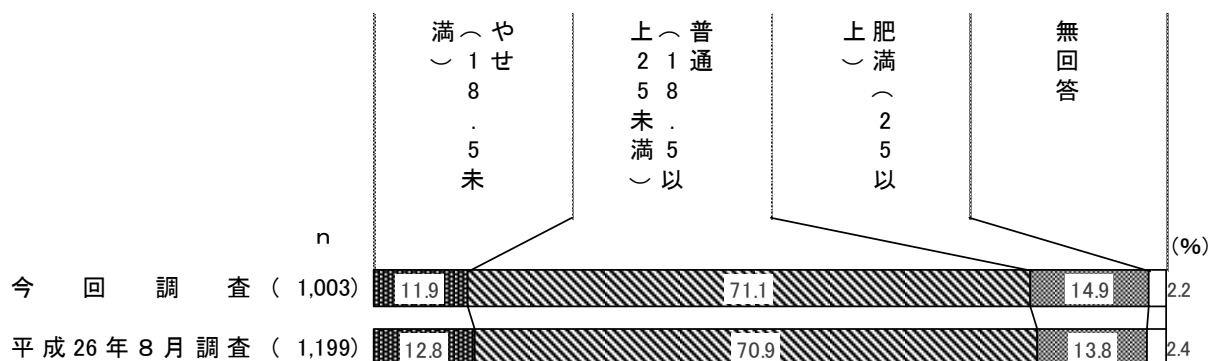 やせ
（18.5未
満）
普通
（18.5以
上25未満）
肥満（25以
上）
無回答
n
(%)
今回調査（ 1,003）
11.9
71.1
14.9
2.2
平成26年８月調査（ 1,199）
12.8
70.9
13.8
2.4